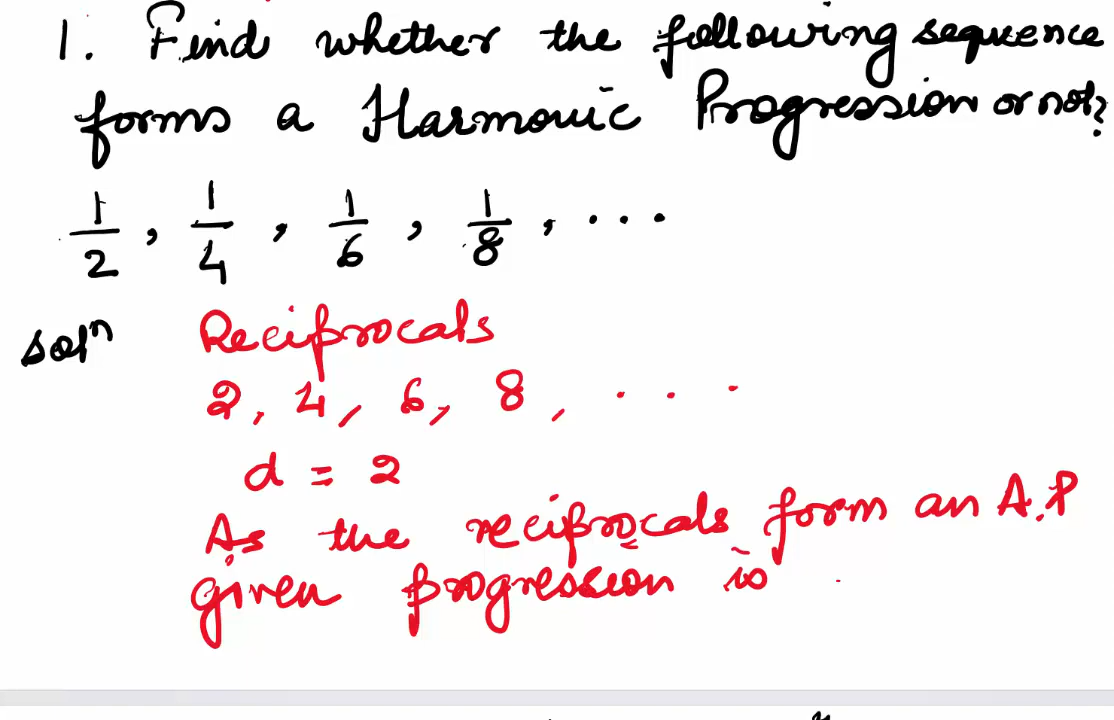 1. Find whether the following sequence
forms a Harmonic Progression or not?
1/2, 1/4, 1/6, 1/8, ...
solⁿ Reciprocals
2, 4, 6, 8, ...
d = 2
As the reciprocals form an A.P
given progression is